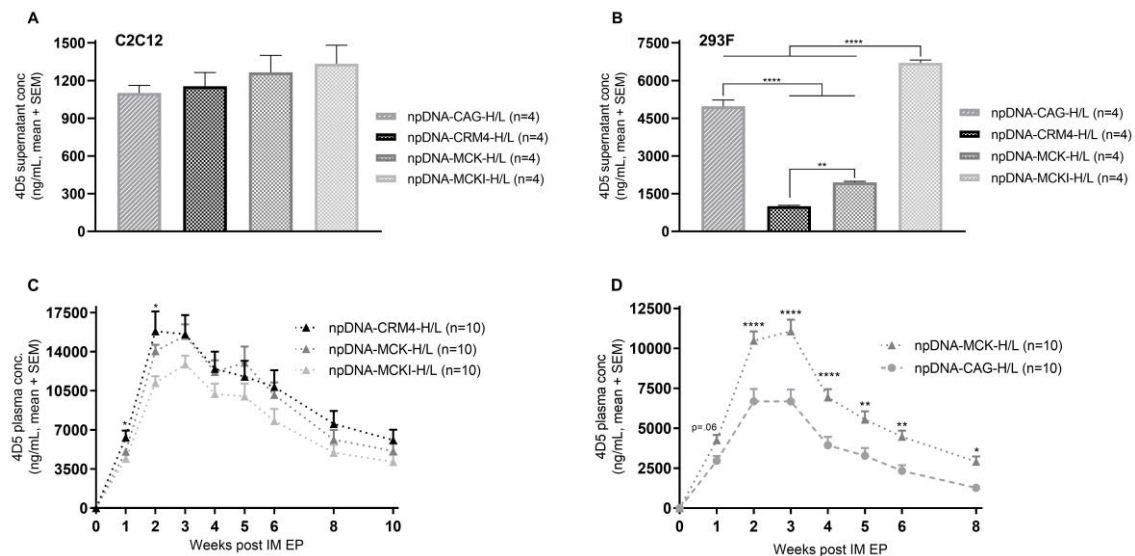 A
C2C12
4D5 supernatant conc
(ng/mL, mean + SEM)
1500
1200
900
600
300
0
npDNA-CAG-H/L (n=4)
npDNA-CRM4-H/L (n=4)
npDNA-MCK-H/L (n=4)
npDNA-MCKI-H/L (n=4)
B
293F
4D5 supernatant conc
(ng/mL, mean + SEM)
7500
6000
4500
3000
1500
0
****
****
**
npDNA-CAG-H/L (n=4)
npDNA-CRM4-H/L (n=4)
npDNA-MCK-H/L (n=4)
npDNA-MCKI-H/L (n=4)
C
4D5 plasma conc.
(ng/mL, mean + SEM)
17500
14000
10500
7000
3500
0
*
*
npDNA-CRM4-H/L (n=10)
npDNA-MCK-H/L (n=10)
npDNA-MCKI-H/L (n=10)
0 1 2 3 4 5 6 8 10
Weeks post IM EP
D
4D5 plasma conc
(ng/mL, mean + SEM)
12500
10000
7500
5000
2500
0
p=.06
****
****
****
**
**
*
npDNA-MCK-H/L (n=10)
npDNA-CAG-H/L (n=10)
0 1 2 3 4 5 6 8
Weeks post IM EP